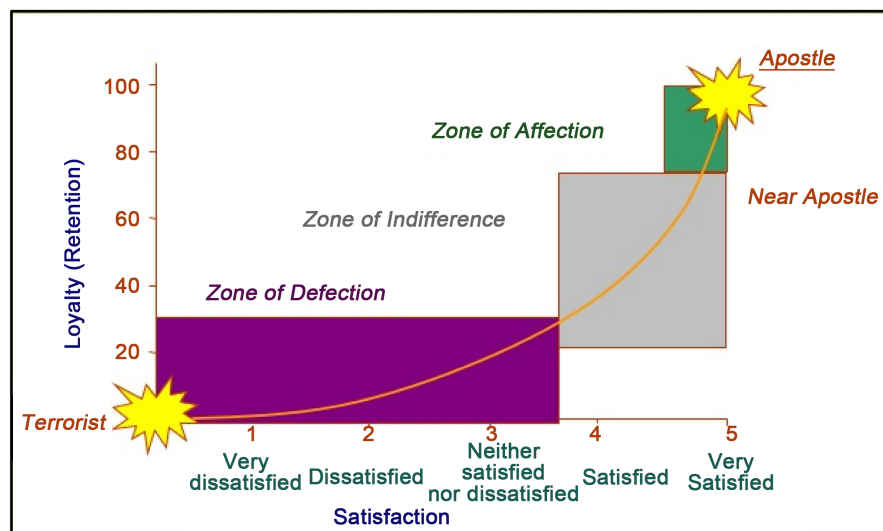 Apostle
100
Zone of Affection
80
Near Apostle
Zone of Indifference
60
Loyalty (Retention)
40
Zone of Defection
20
Terrorist
1
2
3
4
5
Very
dissatisfied
Dissatisfied
Neither
satisfied
nor dissatisfied
Satisfied
Very
Satisfied
Satisfaction